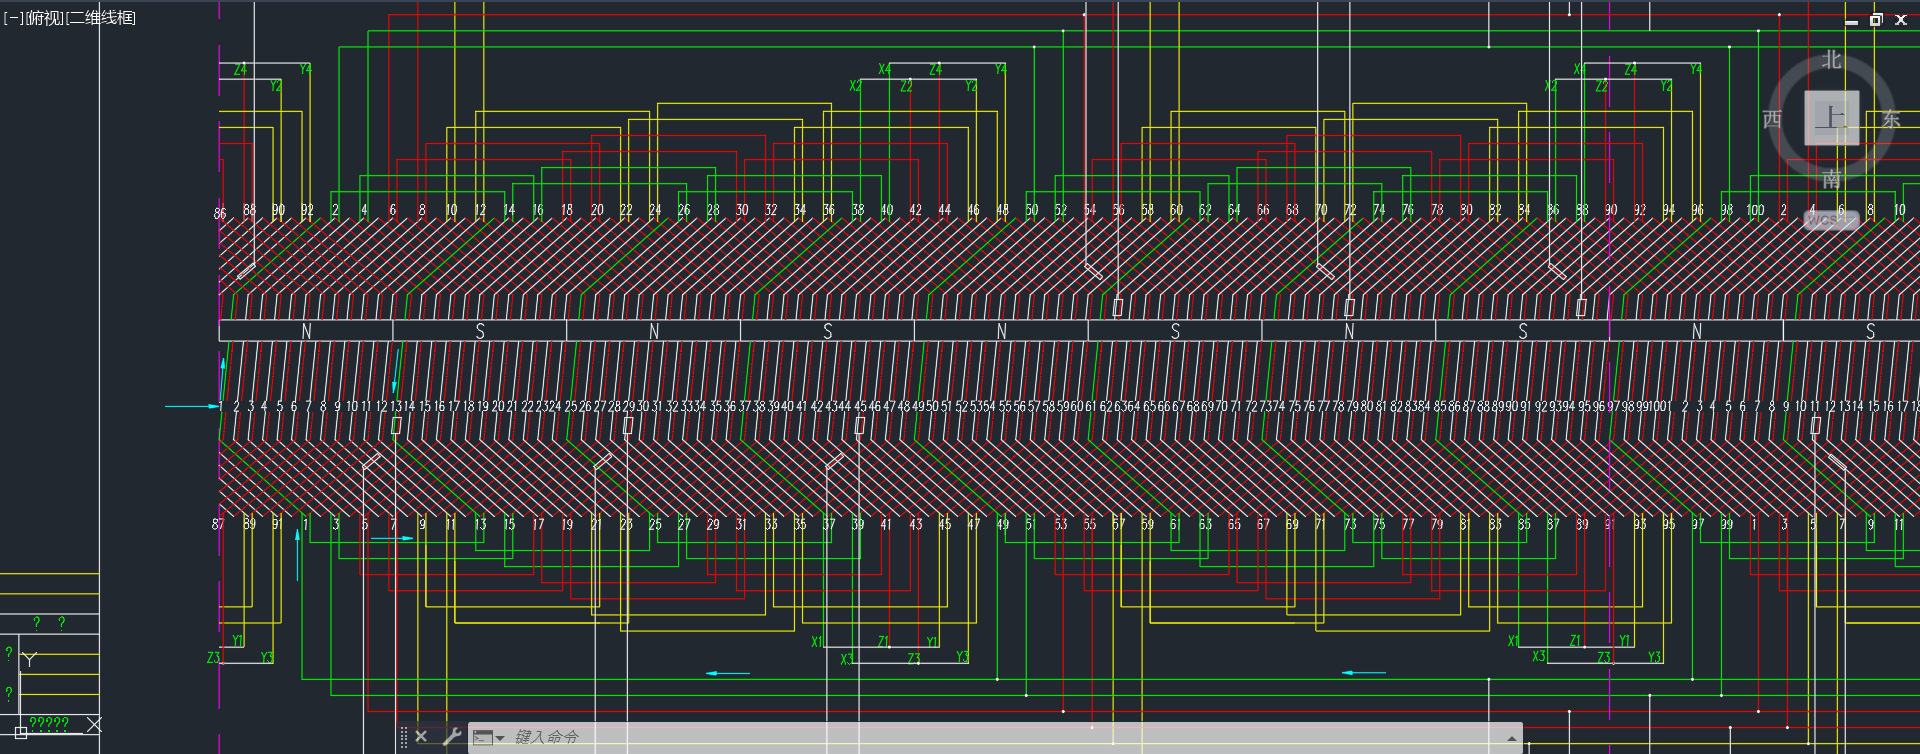 [−][俯视][二维线框]
北
Z4 Y4 X4 Z4 Y4 X4 Z4 Y4
Y2 X2 Z2 Y2 X2 Z2 Y2
西 上 东
南
86 88 90 92 2 4 6 8 10 12 14 16 18 20 22 24 26 28 30 32 34 36 38 40 42 44 46 48 50 52 54 56 58 60 62 64 66 68 70 72 74 76 78 80 82 84 86 88 90 92 94 96 98 100 2 4 6 8 10
WCS
N S N S N S N S N S
1 2 3 4 5 6 7 8 9 10 11 12 13 14 15 16 17 18 19 20 21 22 23 24 25 26 27 28 29 30 31 32 33 34 35 36 37 38 39 40 41 42 43 44 45 46 47 48 49 50 51 52 53 54 55 56 57 58 59 60 61 62 63 64 65 66 67 68 69 70 71 72 73 74 75 76 77 78 79 80 81 82 83 84 85 86 87 88 89 90 91 92 93 94 95 96 97 98 99 100 1 2 3 4 5 6 7 8 9 10 11 12 13 14 15 16 17 18
87 89 91 1 3 5 7 9 11 13 15 17 19 21 23 25 27 29 31 33 35 37 39 41 43 45 47 49 51 53 55 57 59 61 63 65 67 69 71 73 75 77 79 81 83 85 87 89 91 93 95 97 99 1 3 5 7 9 11
? ?
Y1 X1 Z1 Y1 X1 Z1 Y1
? Y
Z3 Y3 X3 Z3 Y3 X3 Z3 Y3
?
????? X
键入命令